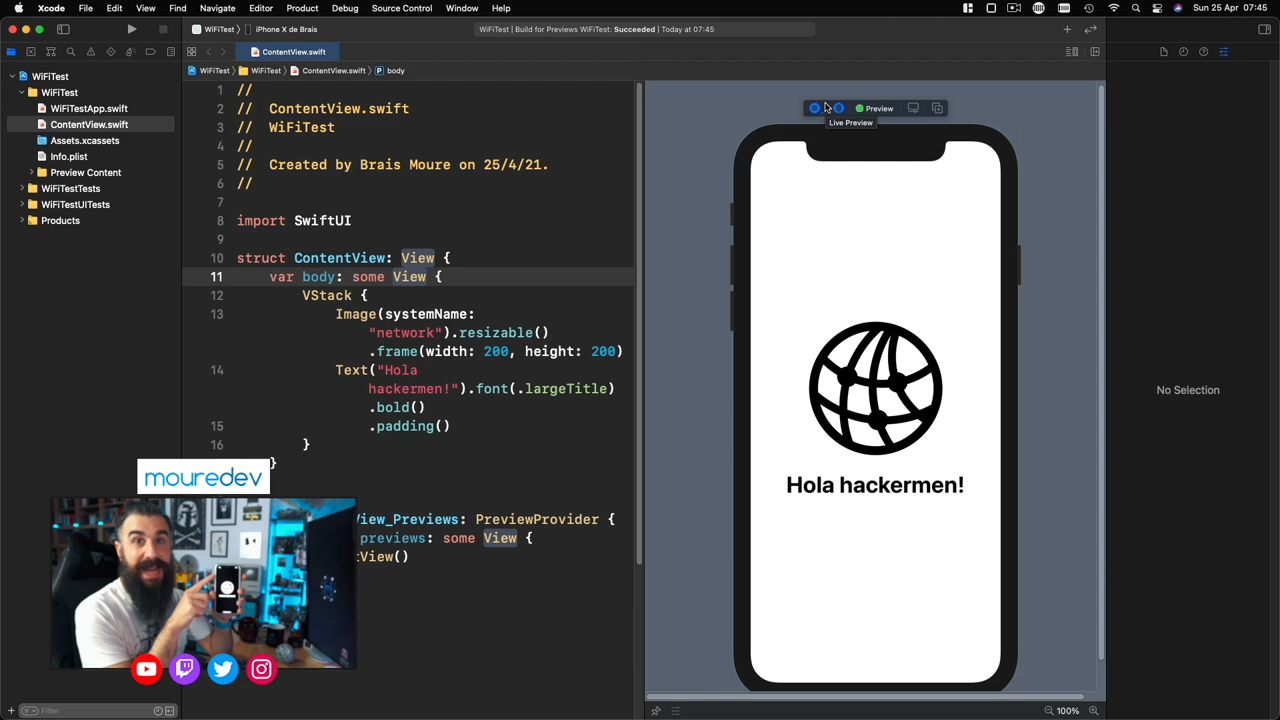 Xcode File Edit View Find Navigate Editor Product Debug Source Control Window Help Sun 25 Apr 07:45
WiFiTest iPhone X de Brais WiFiTest | Build for Previews WiFiTest: Succeeded | Today at 07:45
ContentView.swift
WiFiTest WiFiTest ContentView.swift P body
WiFiTest
WiFiTest
WiFiTestApp.swift
ContentView.swift
Assets.xcassets
Info.plist
Preview Content
WiFiTestTests
WiFiTestUITests
Products
1 //
2 // ContentView.swift
3 // WiFiTest
4 //
5 // Created by Brais Moure on 25/4/21.
6 //
7
8 import SwiftUI
9
10 struct ContentView: View {
11 var body: some View {
12 VStack {
13 Image(systemName:
"network").resizable()
.frame(width: 200, height: 200)
14 Text("Hola
hackermen!").font(.largeTitle)
.bold()
15 .padding()
16 }
}
View_Previews: PreviewProvider {
previews: some View {
tView()
Preview
Live Preview
Hola hackermen!
No Selection
mouredev
Filter
100%